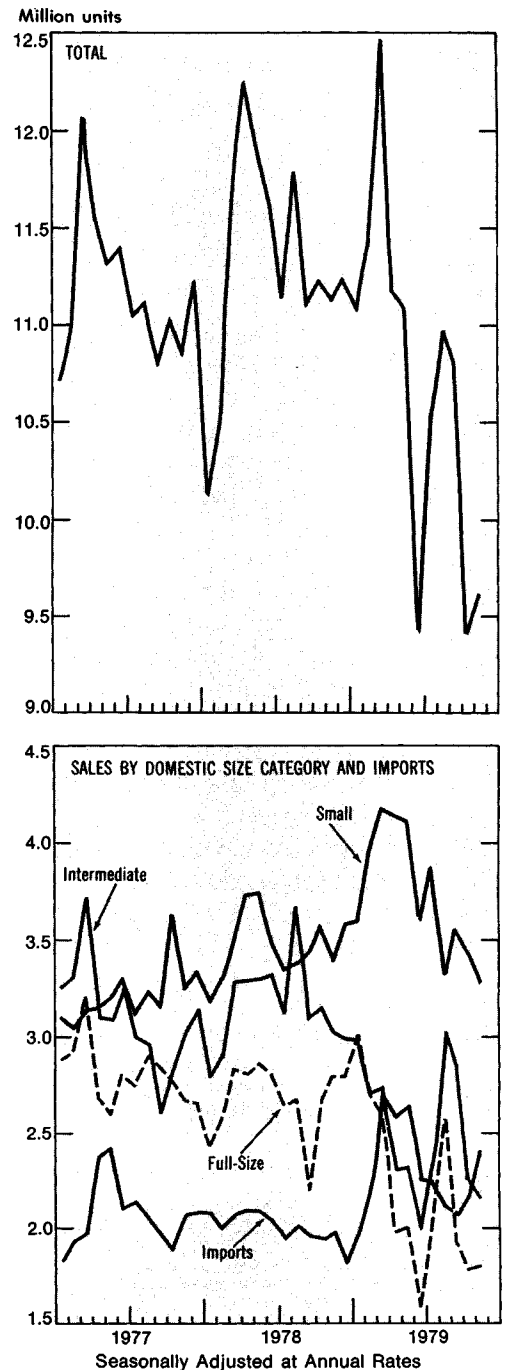 Million units
12.5
TOTAL
12.0
11.5
11.0
10.5
10.0
9.5
9.0
4.5
SALES BY DOMESTIC SIZE CATEGORY AND IMPORTS
Small
4.0
Intermediate
3.5
3.0
2.5
Full-Size
2.0
Imports
1.5
1977 1978 1979
Seasonally Adjusted at Annual Rates